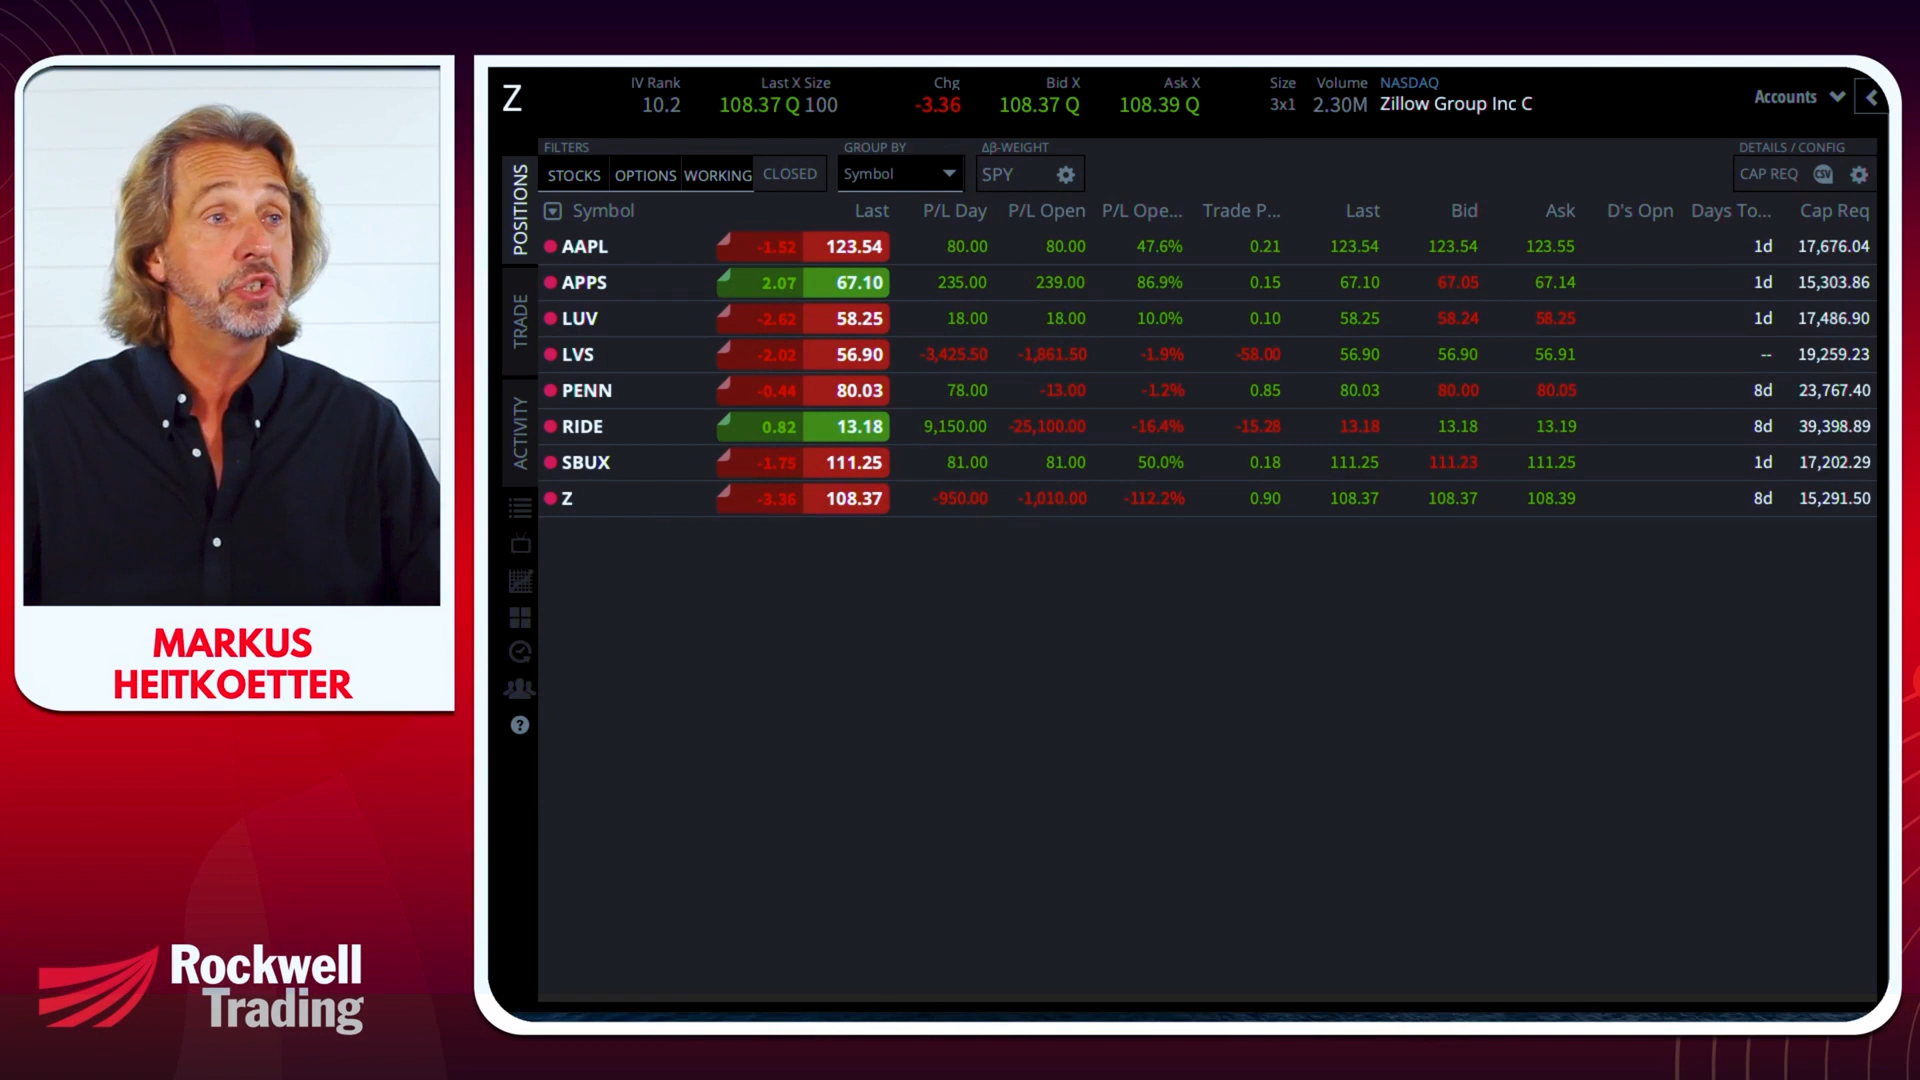 MARKUS
HEITKOETTER
Rockwell
Trading
Z
IV Rank Last X Size Chg Bid X Ask X Size Volume NASDAQ
10.2 108.37 Q 100 -3.36 108.37 Q 108.39 Q 3x1 2.30M Zillow Group Inc C
Accounts
POSITIONS
TRADE
ACTIVITY
FILTERS GROUP BY Δβ-WEIGHT DETAILS / CONFIG
STOCKS OPTIONS WORKING CLOSED Symbol SPY CAP REQ CSV
Symbol Last P/L Day P/L Open P/L Ope... Trade P... Last Bid Ask D's Opn Days To... Cap Req
AAPL -1.52 123.54 80.00 80.00 47.6% 0.21 123.54 123.54 123.55 1d 17,676.04
APPS 2.07 67.10 235.00 239.00 86.9% 0.15 67.10 67.05 67.14 1d 15,303.86
LUV -2.62 58.25 18.00 18.00 10.0% 0.10 58.25 58.24 58.25 1d 17,486.90
LVS -2.02 56.90 -3,425.50 -1,861.50 -1.9% -58.00 56.90 56.90 56.91 -- 19,259.23
PENN -0.44 80.03 78.00 -13.00 -1.2% 0.85 80.03 80.00 80.05 8d 23,767.40
RIDE 0.82 13.18 9,150.00 -25,100.00 -16.4% -15.28 13.18 13.18 13.19 8d 39,398.89
SBUX -1.75 111.25 81.00 81.00 50.0% 0.18 111.25 111.23 111.25 1d 17,202.29
Z -3.36 108.37 -950.00 -1,010.00 -112.2% 0.90 108.37 108.37 108.39 8d 15,291.50
?